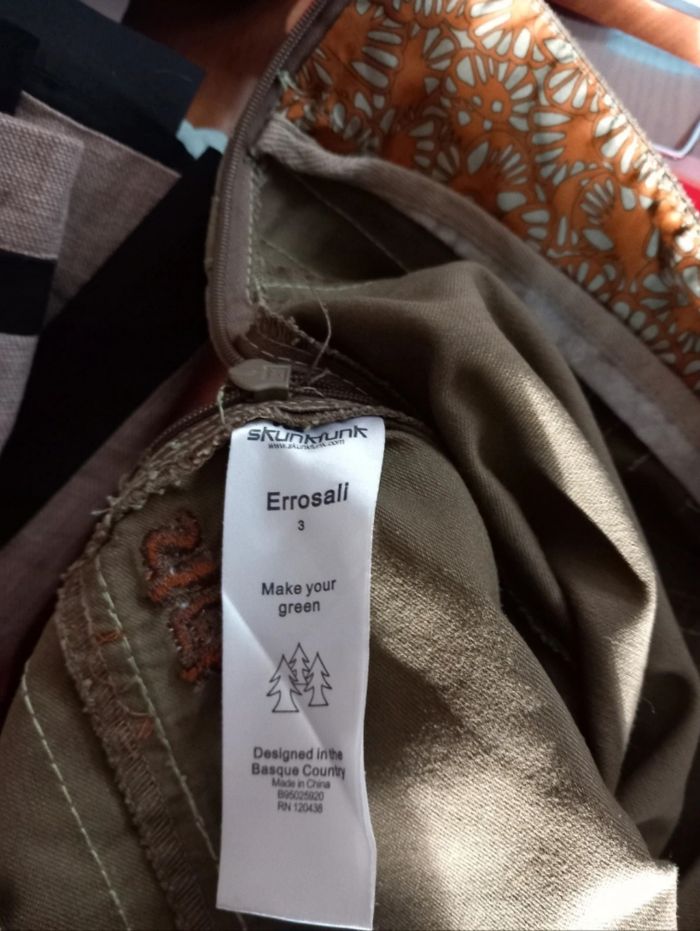 skunkfunk
www.skunkfunk.com
Errosali
3
Make your
green
Designed in the
Basque Country
Made in China
B95025920
RN 120438